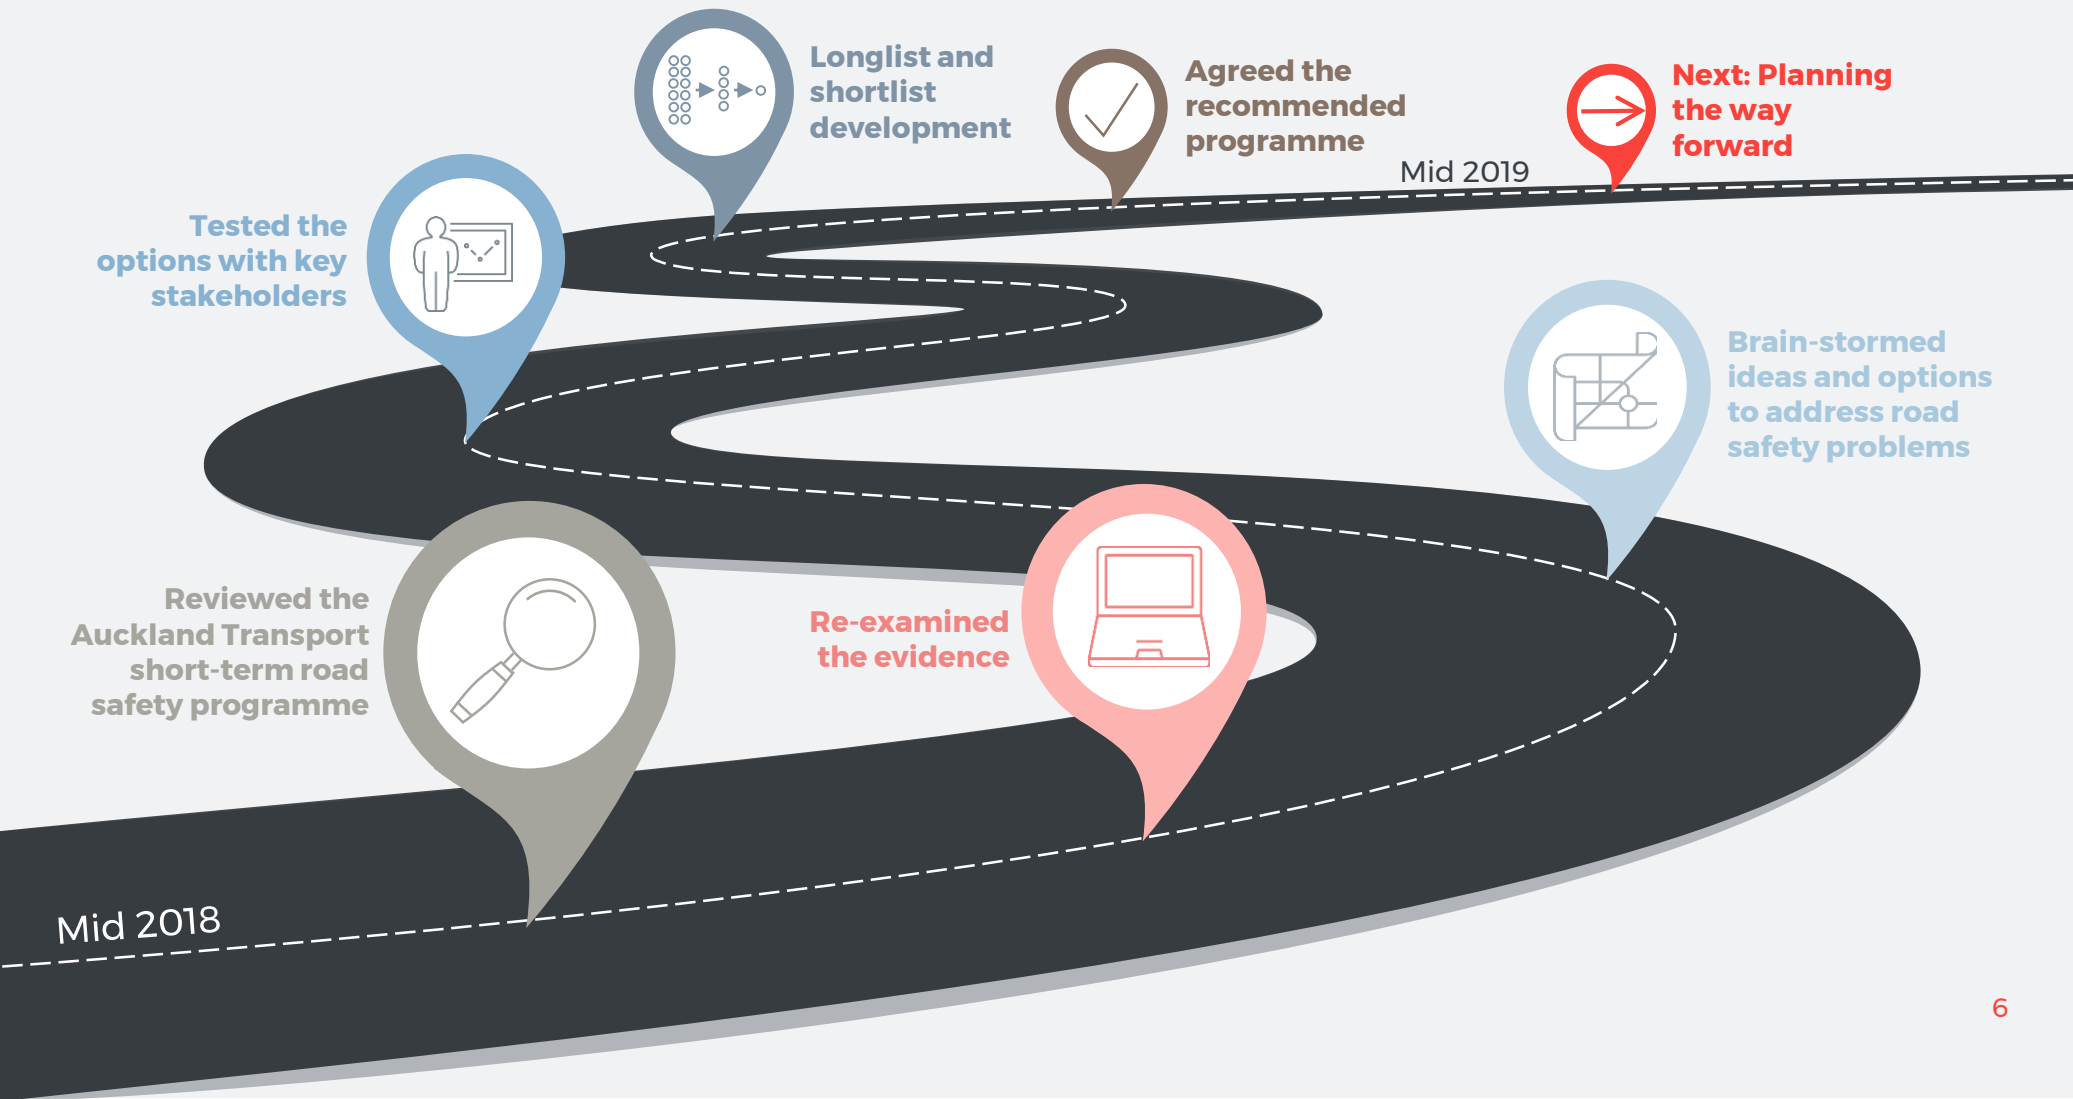 Longlist and
shortlist
development
Agreed the
recommended
programme
Next: Planning
the way
forward
Mid 2019
Tested the
options with key
stakeholders
Brain-stormed
ideas and options
to address road
safety problems
Reviewed the
Auckland Transport
short-term road
safety programme
Re-examined
the evidence
Mid 2018
6